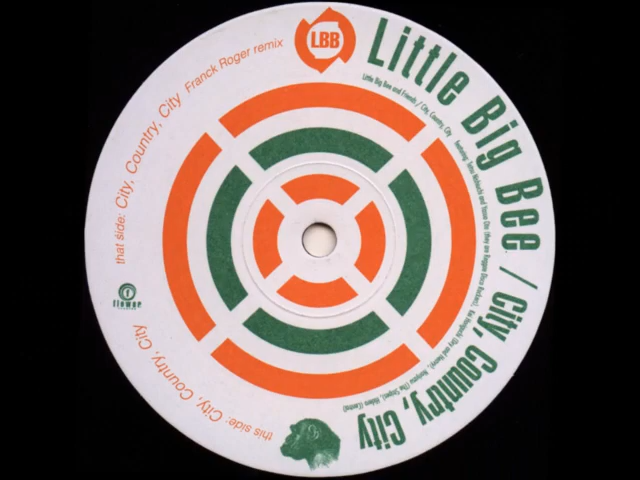 LBB
Little Big Bee / City, Country, City
Little Big Bee and Friends / City, Country, City
that side: City, Country, City Franck Roger remix
flower
this side: City, Country, City